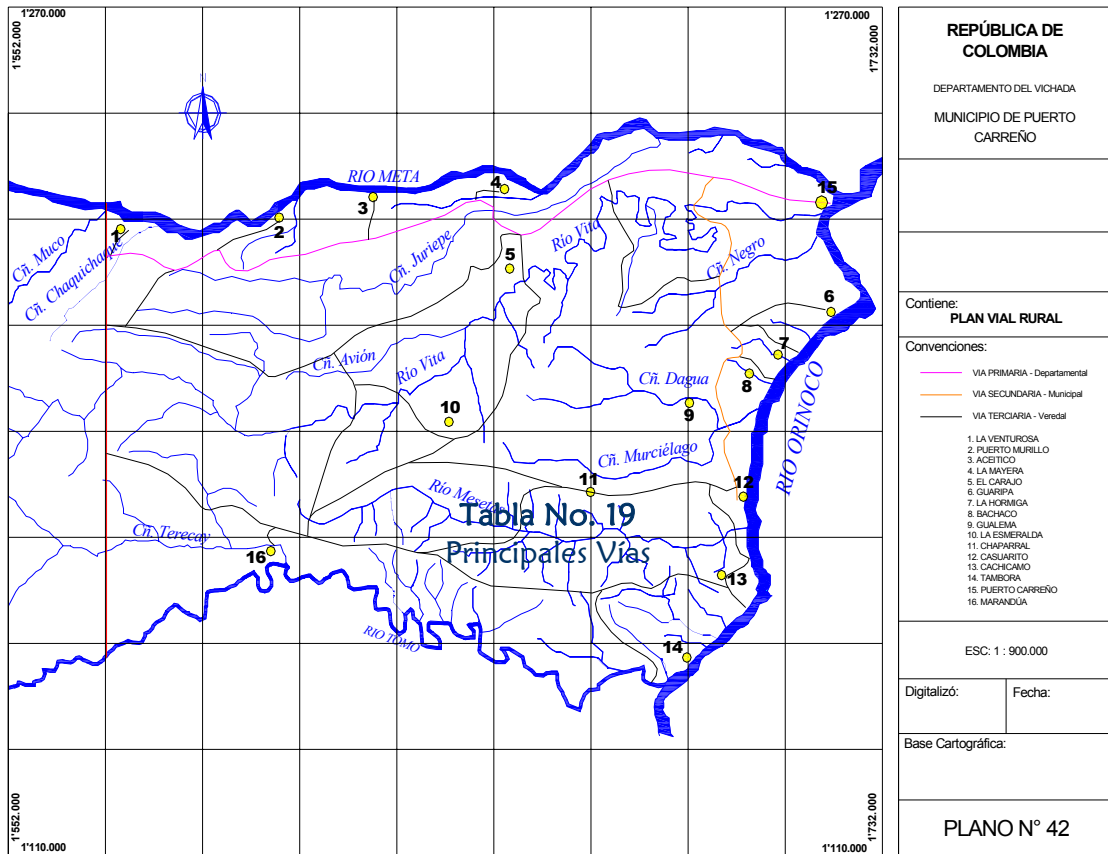 1'270.000
1'270.000
1'552.000
1'732.000
N
RIO META
4
3
15
2
1
Cñ. Muco
Cñ. Chaquichaque
Cñ. Juriepe
Río Vita
Cñ. Negro
5
6
7
8
Cñ. Avión
Río Vita
Cñ. Dagua
9
10
RIO ORINOCO
Cñ. Murciélago
11
12
Río Mesetas
Tabla No. 19
Principales Vías
Cñ. Terecay
16
13
RIO TOMO
14
1'552.000
1'732.000
1'110.000
1'110.000
REPÚBLICA DE
COLOMBIA
DEPARTAMENTO DEL VICHADA
MUNICIPIO DE PUERTO
CARREÑO
Contiene:
PLAN VIAL RURAL
Convenciones:
VIA PRIMARIA - Departamental
VIA SECUNDARIA - Municipal
VIA TERCIARIA - Veredal
1. LA VENTUROSA
2. PUERTO MURILLO
3. ACEITICO
4. LA MAYERA
5. EL CARAJO
6. GUARIPA
7. LA HORMIGA
8. BACHACO
9. GUALEMA
10. LA ESMERALDA
11. CHAPARRAL
12. CASUARITO
13. CACHICAMO
14. TAMBORA
15. PUERTO CARREÑO
16. MARANDÚA
ESC: 1 : 900.000
Digitalizó:
Fecha:
Base Cartográfica:
PLANO N° 42